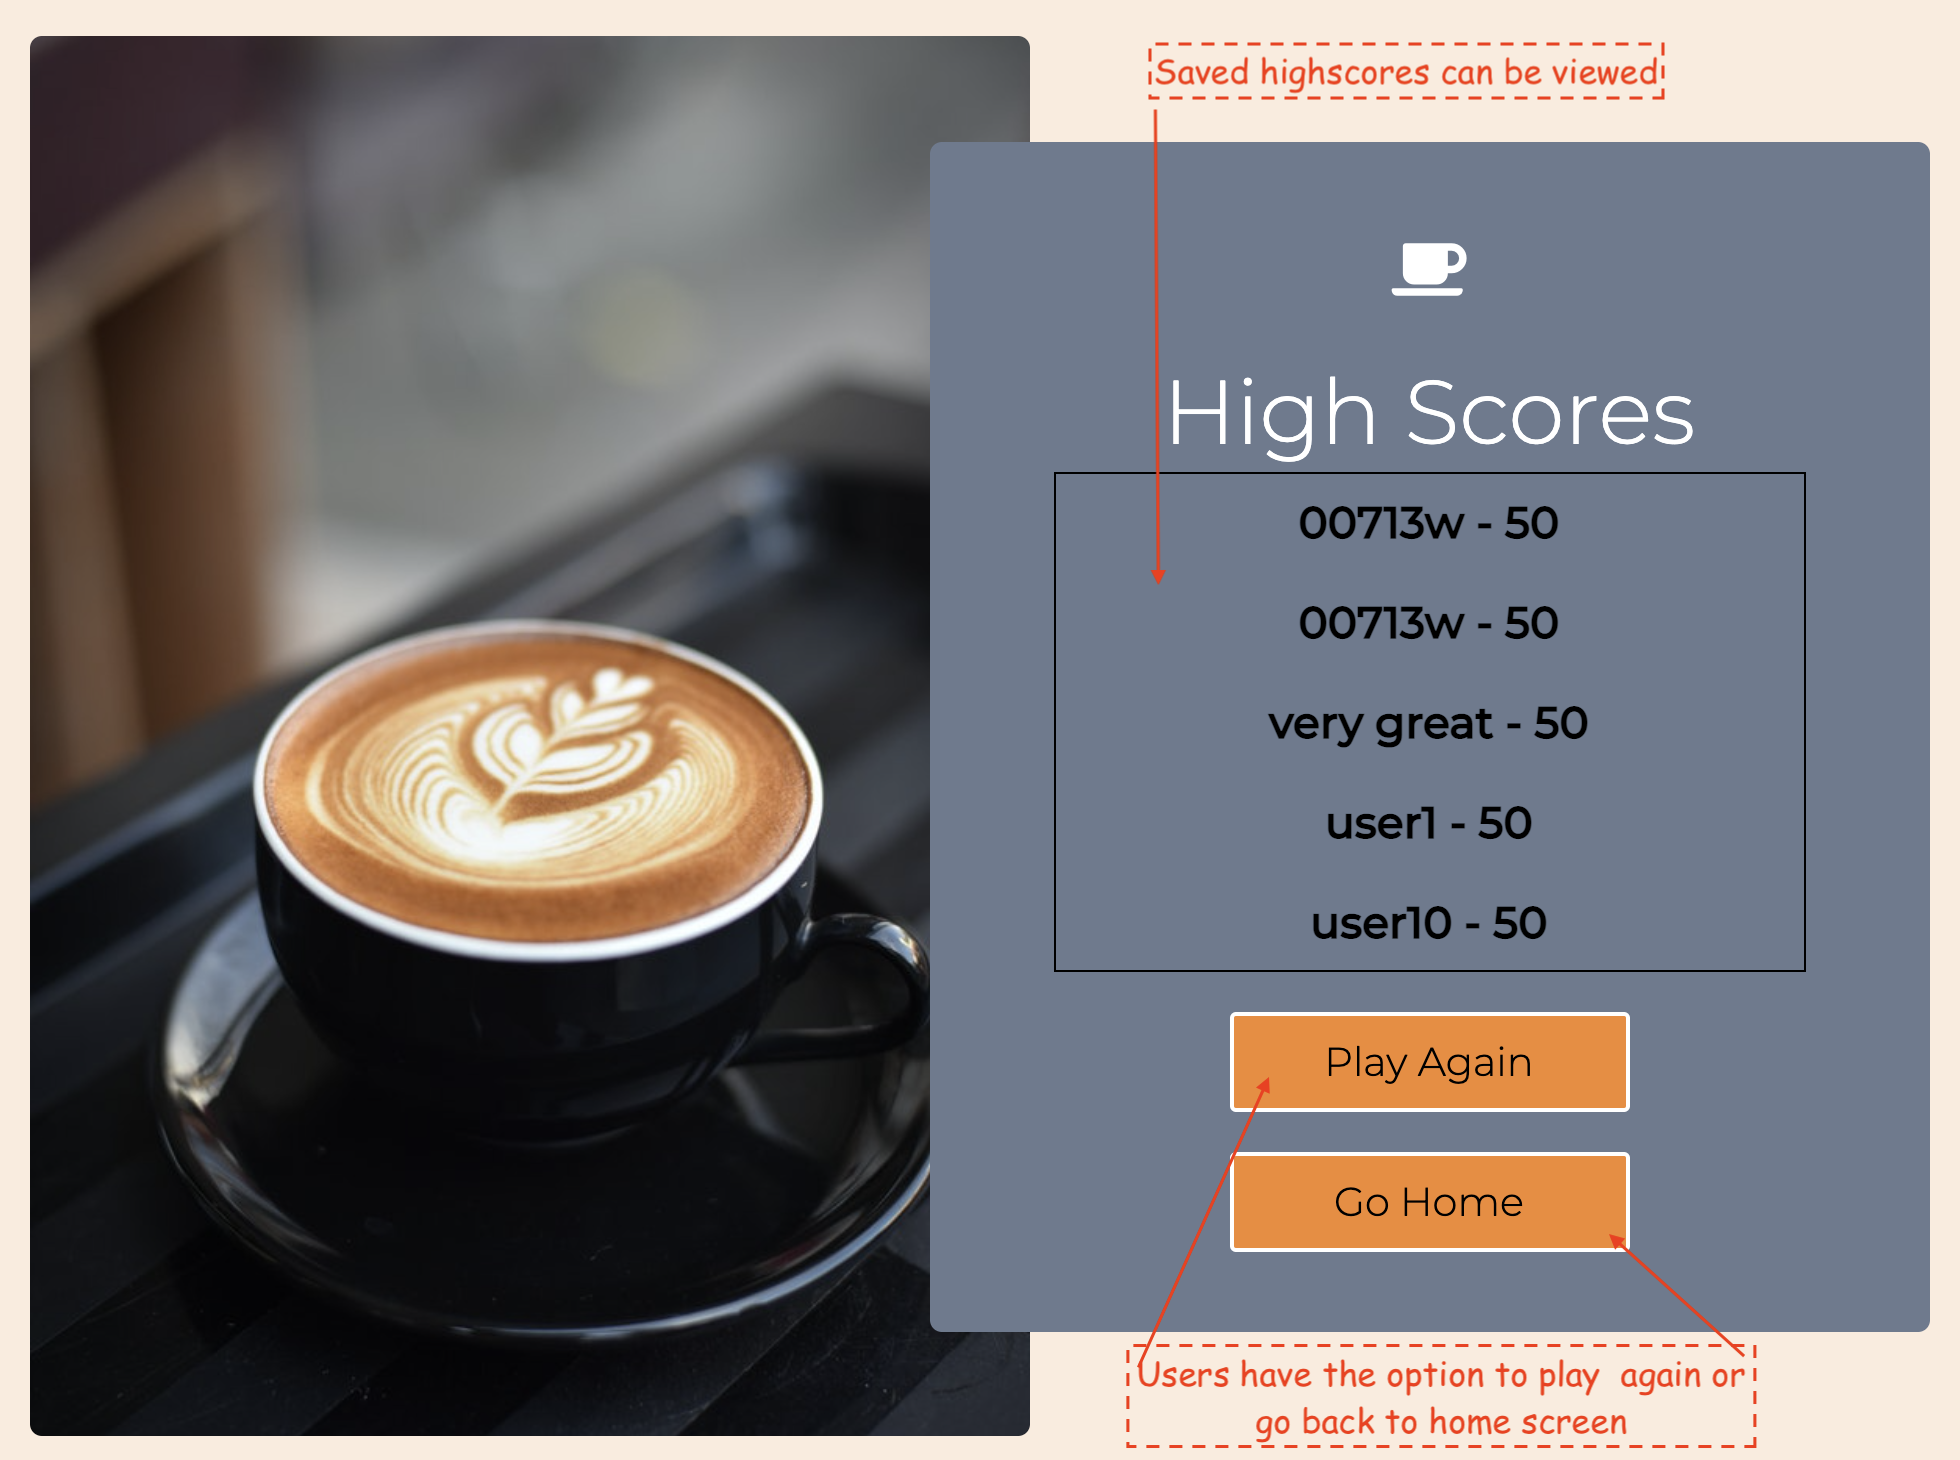 Saved highscores can be viewed
High Scores
00713w - 50
00713w - 50
very great - 50
user1 - 50
user10 - 50
Play Again
Go Home
Users have the option to play  again or
go back to home screen